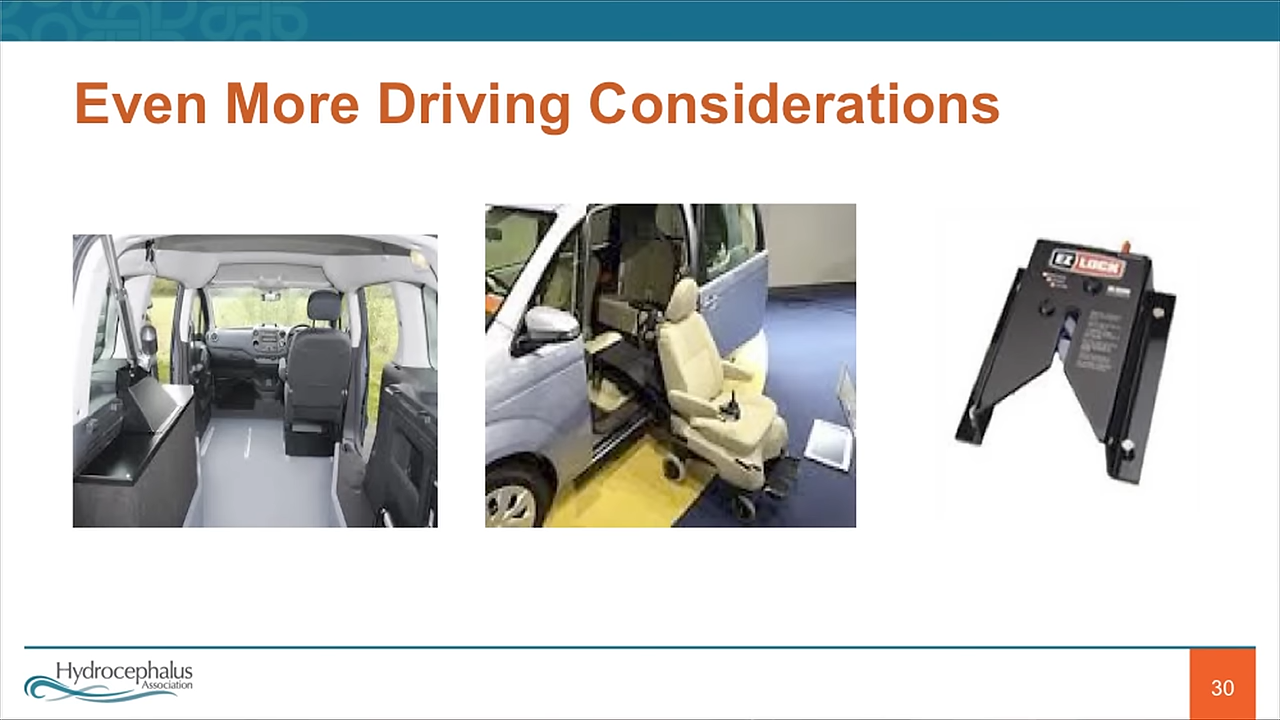 Even More Driving Considerations
EZ LOCK
Hydrocephalus
Association
30